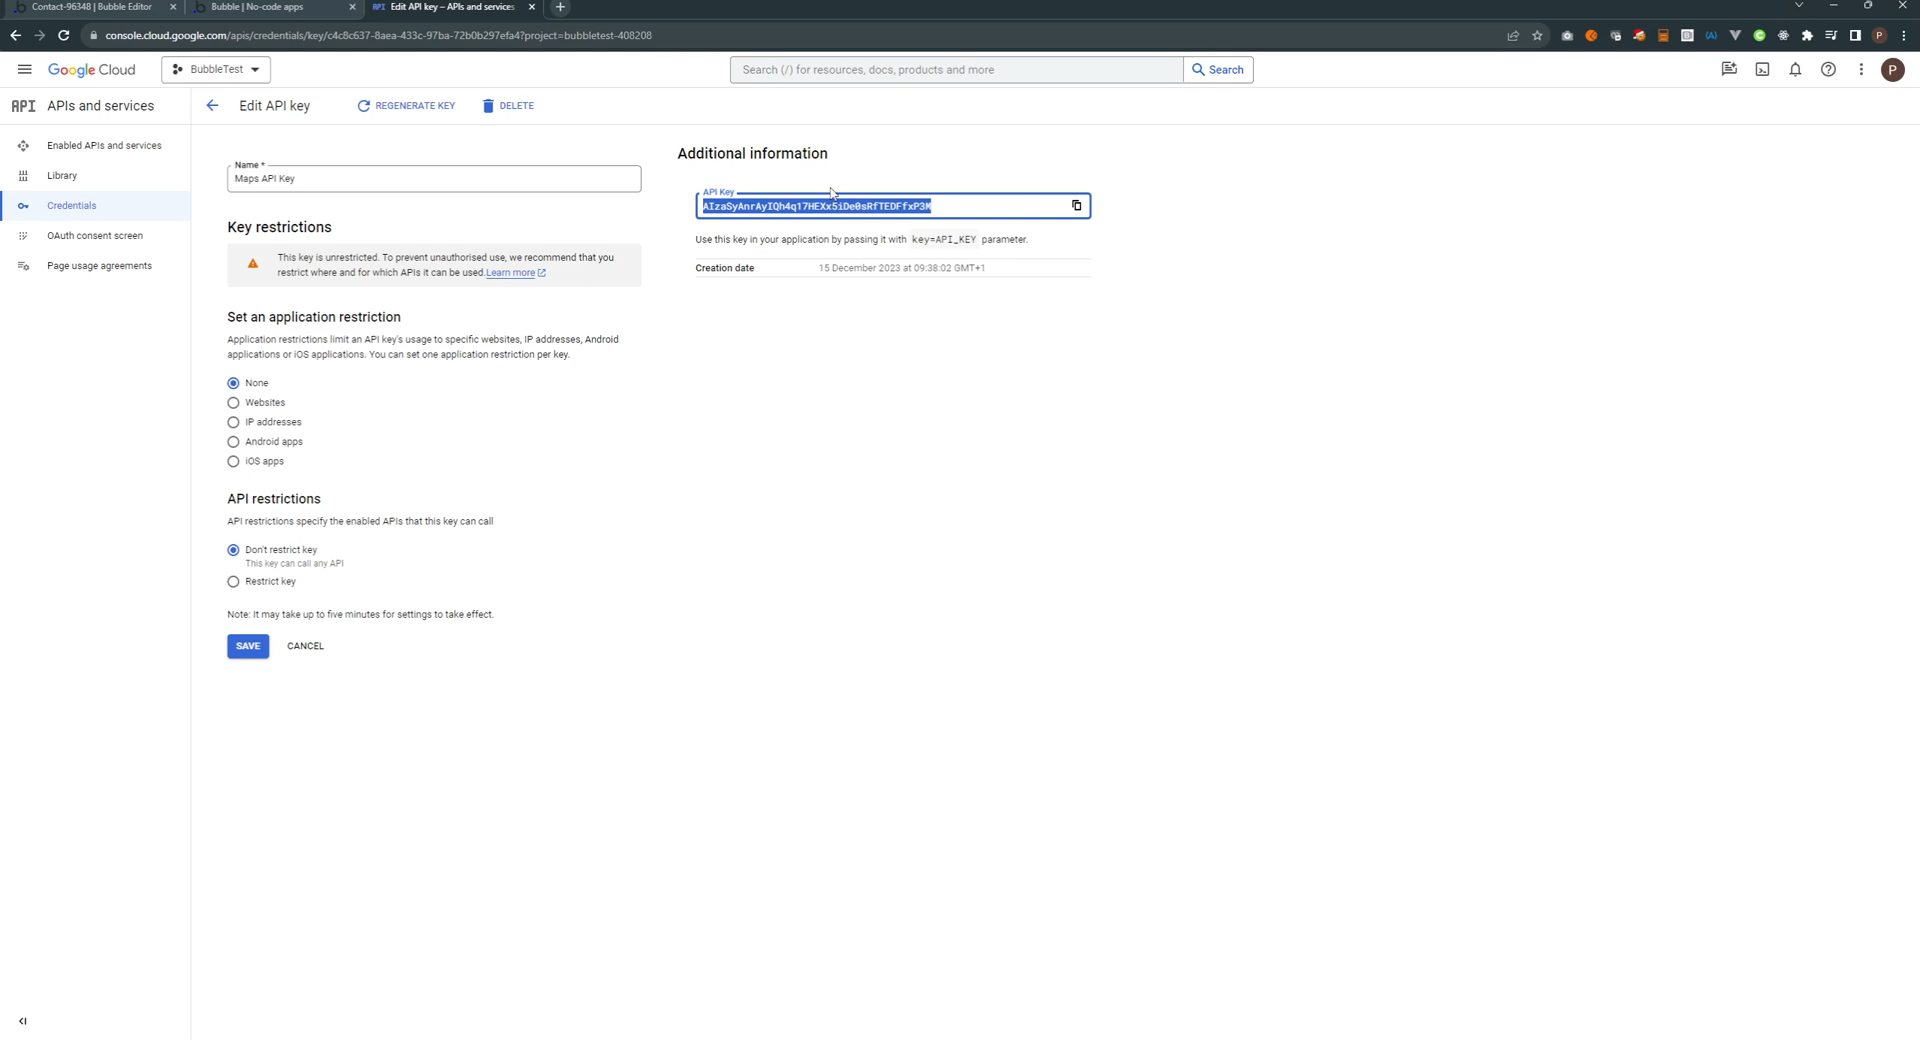 Contact-96348 | Bubble Editor
Bubble | No-code apps
API Edit API key – APIs and services
console.cloud.google.com/apis/credentials/key/c4c8c637-8aea-433c-97ba-72b0b297efa4?project=bubbletest-408208
P
Google Cloud
BubbleTest
Search (/) for resources, docs, products and more
Search
P
API APIs and services
Edit API key
REGENERATE KEY
DELETE
Enabled APIs and services
Library
Credentials
OAuth consent screen
Page usage agreements
Name *
Maps API Key
Key restrictions
This key is unrestricted. To prevent unauthorised use, we recommend that you
restrict where and for which APIs it can be used. Learn more
Set an application restriction
Application restrictions limit an API key's usage to specific websites, IP addresses, Android
applications or iOS applications. You can set one application restriction per key.
None
Websites
IP addresses
Android apps
iOS apps
API restrictions
API restrictions specify the enabled APIs that this key can call
Don't restrict key
This key can call any API
Restrict key
Note: It may take up to five minutes for settings to take effect.
SAVE
CANCEL
Additional information
API Key
AIzaSyAnrAyIQh4q17HEXx5iDe0sRfTEDFfxP3M
Use this key in your application by passing it with key=API_KEY parameter.
Creation date
15 December 2023 at 09:38:02 GMT+1